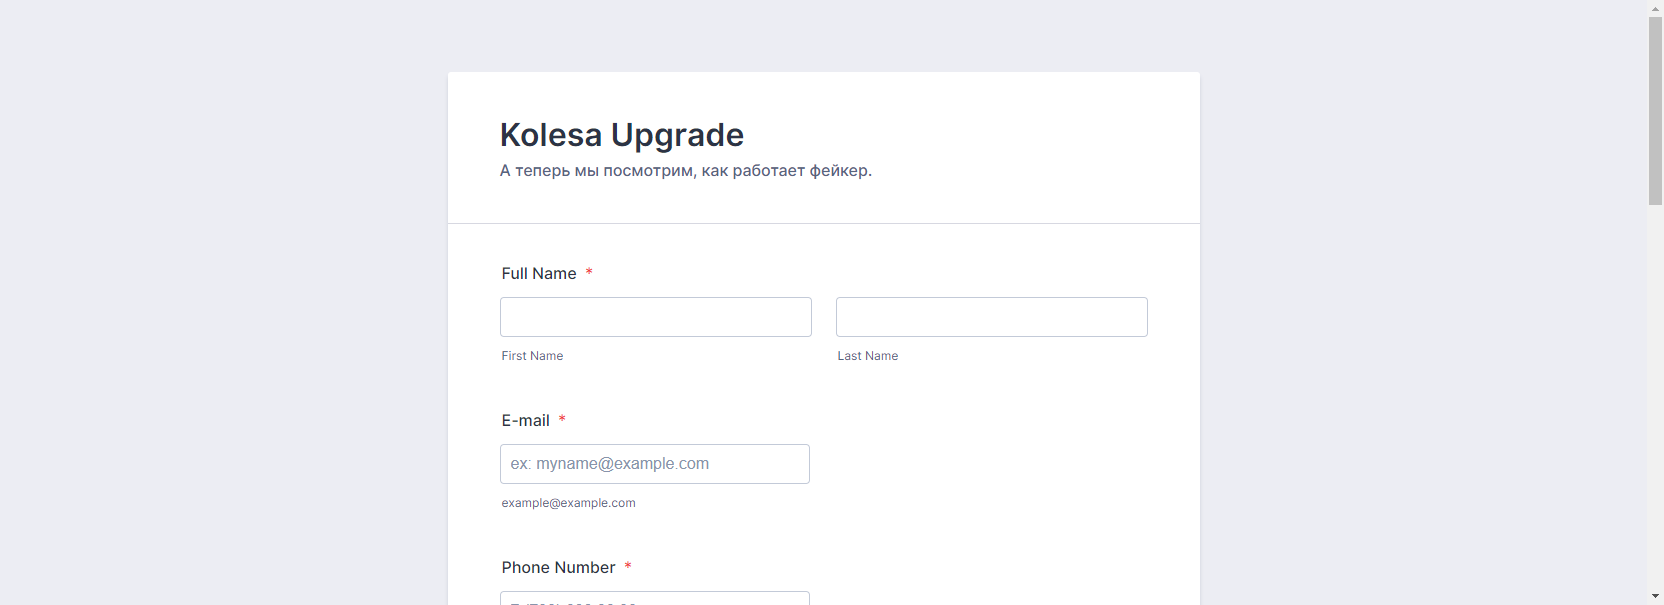 Kolesa Upgrade
А теперь мы посмотрим, как работает фейкер.
Full Name *
First Name
Last Name
E-mail *
ex: myname@example.com
example@example.com
Phone Number *